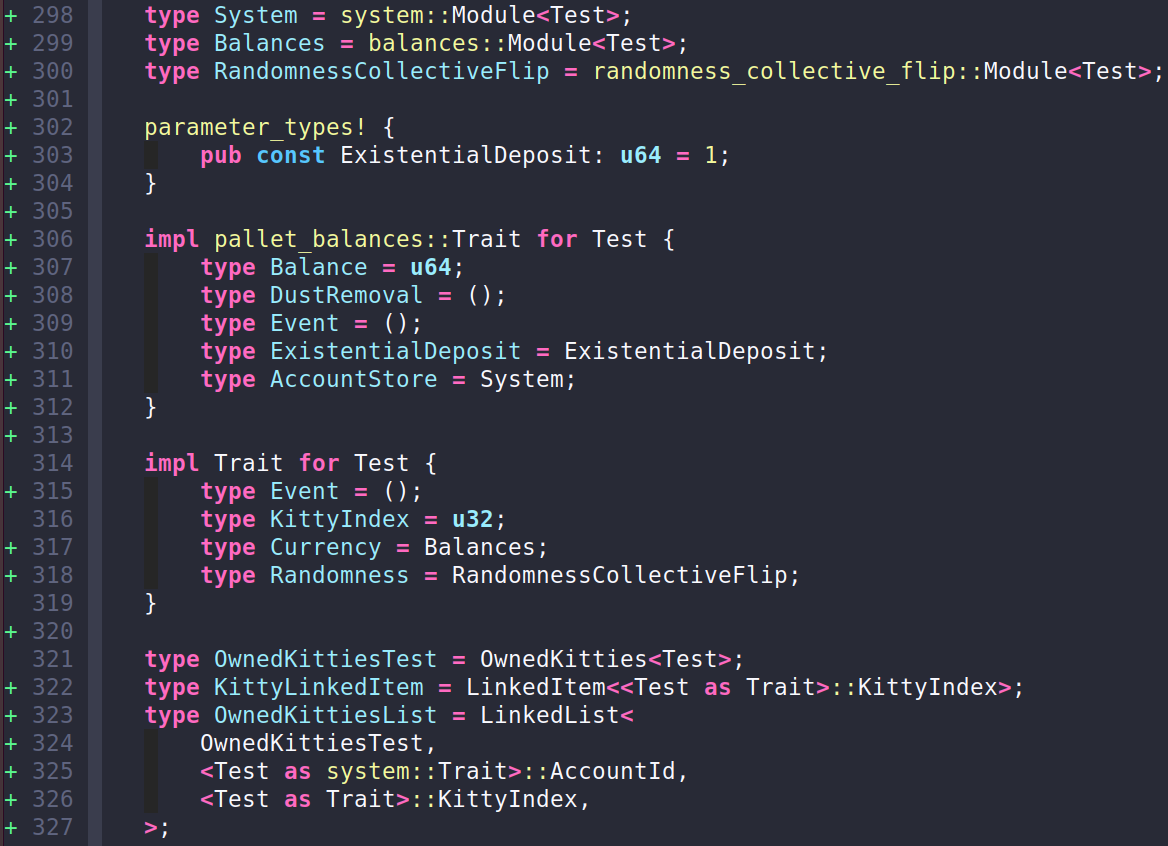 + 298 type System = system::Module<Test>;
+ 299 type Balances = balances::Module<Test>;
+ 300 type RandomnessCollectiveFlip = randomness_collective_flip::Module<Test>;
+ 301
+ 302 parameter_types! {
+ 303     pub const ExistentialDeposit: u64 = 1;
+ 304 }
+ 305
+ 306 impl pallet_balances::Trait for Test {
+ 307     type Balance = u64;
+ 308     type DustRemoval = ();
+ 309     type Event = ();
+ 310     type ExistentialDeposit = ExistentialDeposit;
+ 311     type AccountStore = System;
+ 312 }
+ 313
314 impl Trait for Test {
+ 315     type Event = ();
316     type KittyIndex = u32;
+ 317     type Currency = Balances;
+ 318     type Randomness = RandomnessCollectiveFlip;
319 }
+ 320
321 type OwnedKittiesTest = OwnedKitties<Test>;
+ 322 type KittyLinkedItem = LinkedItem<<Test as Trait>::KittyIndex>;
+ 323 type OwnedKittiesList = LinkedList<
+ 324     OwnedKittiesTest,
+ 325     <Test as system::Trait>::AccountId,
+ 326     <Test as Trait>::KittyIndex,
+ 327 >;